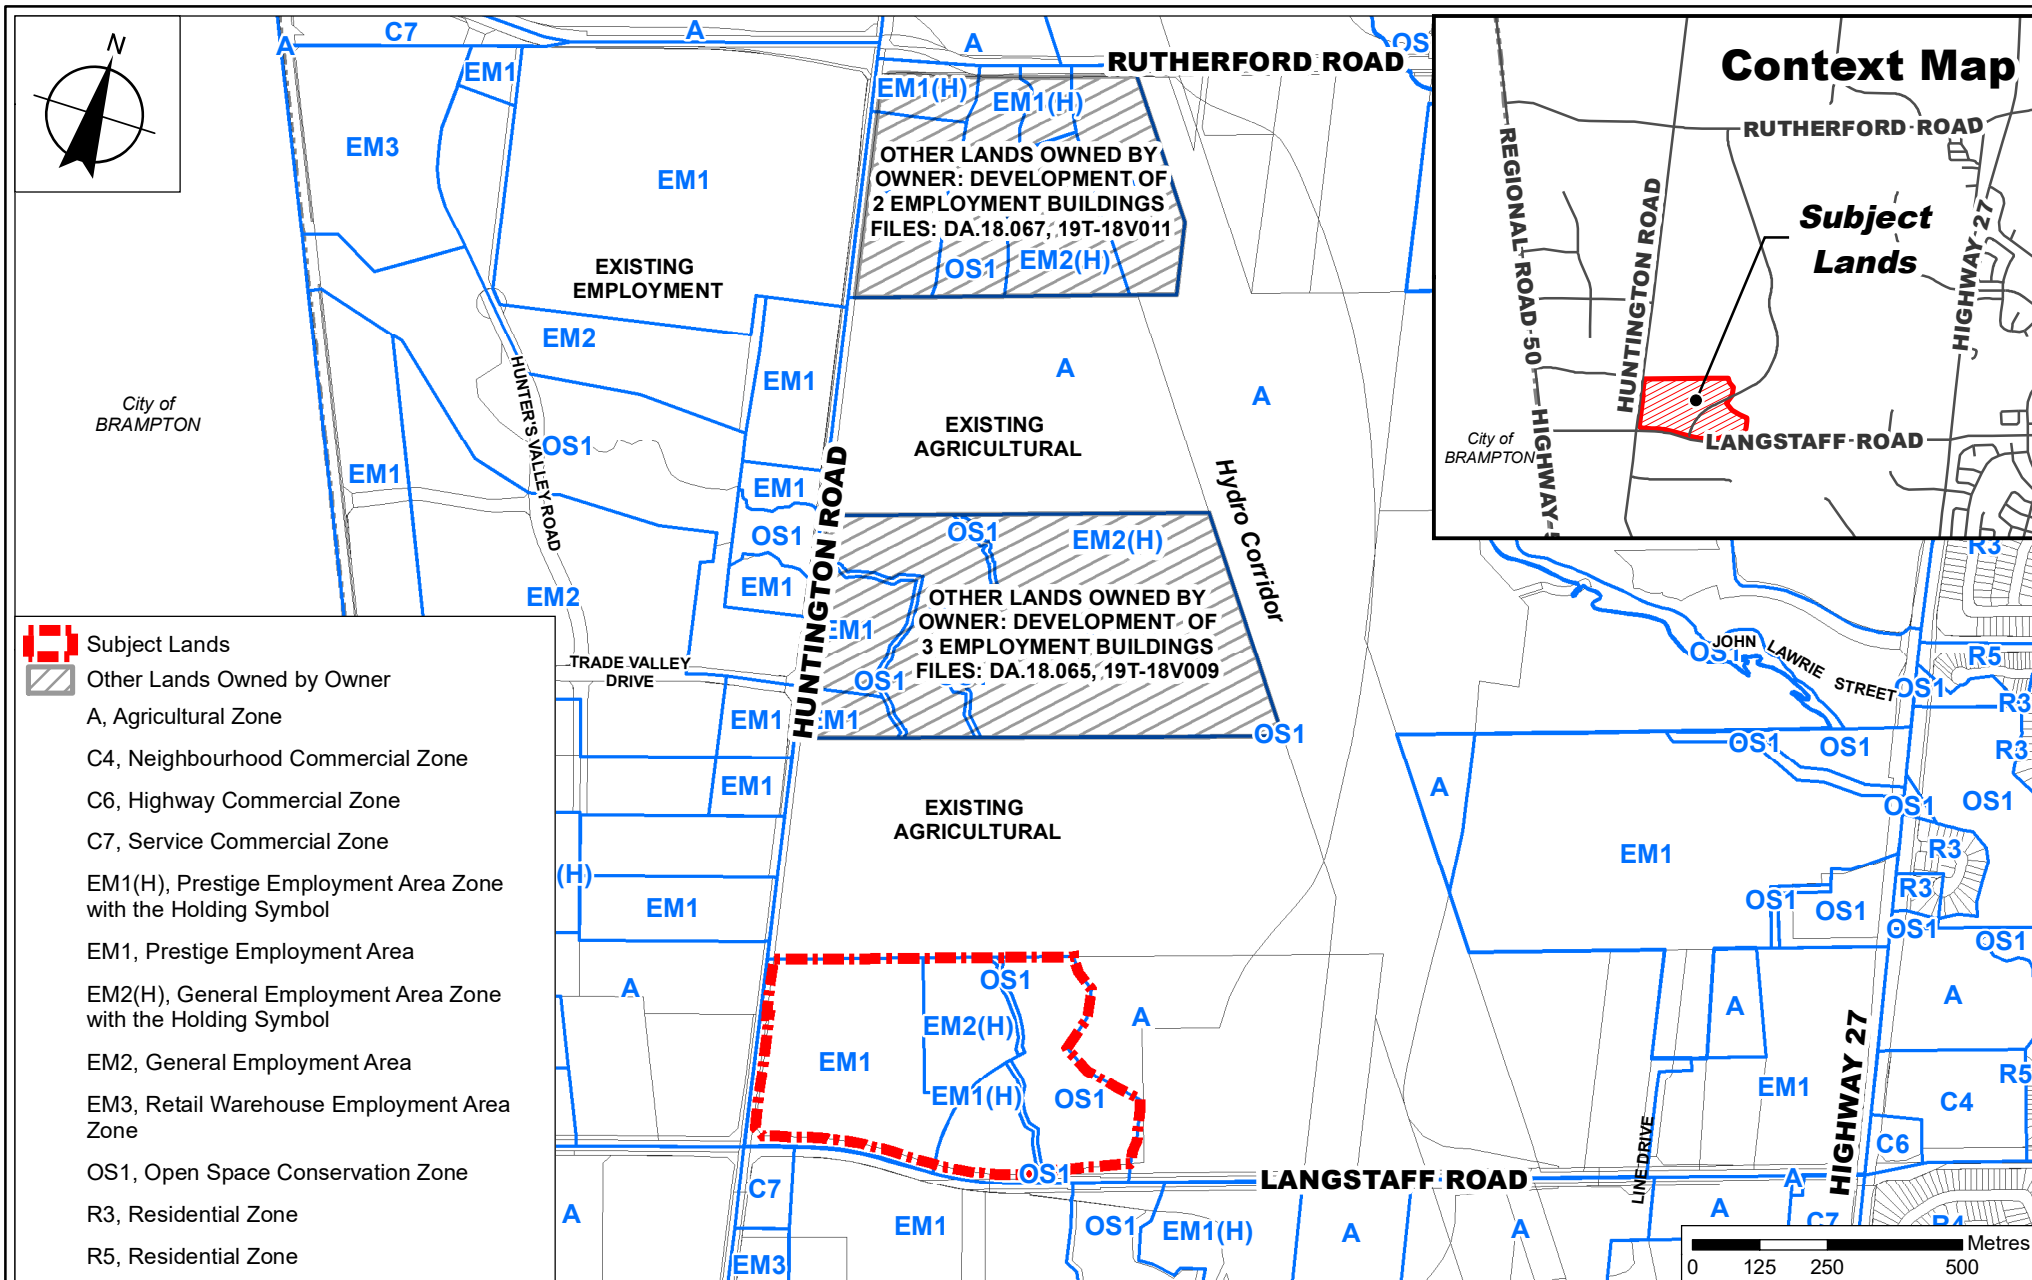 N
C7
A
A
A
OS
RUTHERFORD ROAD
EM1
EM1(H)
EM1(H)
EM3
EM1
OTHER LANDS OWNED BY
OWNER: DEVELOPMENT OF
2 EMPLOYMENT BUILDINGS
FILES: DA.18.067, 19T-18V011
OS1
EM2(H)
EXISTING
EMPLOYMENT
EM2
HUNTER'S VALLEY ROAD
EM1
A
A
City of
BRAMPTON
EXISTING
AGRICULTURAL
OS1
EM1
EM1
HUNTINGTON ROAD
Hydro Corridor
OS1
OS1
EM2(H)
EM1
EM2
OTHER LANDS OWNED BY
OWNER: DEVELOPMENT OF
3 EMPLOYMENT BUILDINGS
FILES: DA.18.065, 19T-18V009
EM1
OS1
TRADE VALLEY
DRIVE
EM1
EM1
OS1
EM1
EXISTING
AGRICULTURAL
(H)
EM1
A
OS1
EM2(H)
A
EM1
EM1(H)
OS1
OS1
LANGSTAFF ROAD
C7
A
EM1
OS1
EM1(H)
A
A
EM3
Context Map
RUTHERFORD ROAD
REGIONAL ROAD 50
HIGHWAY
HUNTINGTON ROAD
HIGHWAY 27
Subject
Lands
City of
BRAMPTON
LANGSTAFF ROAD
R3
JOHN LAWRIE STREET
OS1
R5
OS1
R3
OS1
OS1
R3
A
OS1
OS1
EM1
R3
OS1
OS1
R3
OS1
OS1
A
A
EM1
R5
C4
C6
HIGHWAY 27
LINE DRIVE
A
A
C7
R4
Subject Lands
Other Lands Owned by Owner
A, Agricultural Zone
C4, Neighbourhood Commercial Zone
C6, Highway Commercial Zone
C7, Service Commercial Zone
EM1(H), Prestige Employment Area Zone
with the Holding Symbol
EM1, Prestige Employment Area
EM2(H), General Employment Area Zone
with the Holding Symbol
EM2, General Employment Area
EM3, Retail Warehouse Employment Area
Zone
OS1, Open Space Conservation Zone
R3, Residential Zone
R5, Residential Zone
Metres
0 125 250 500